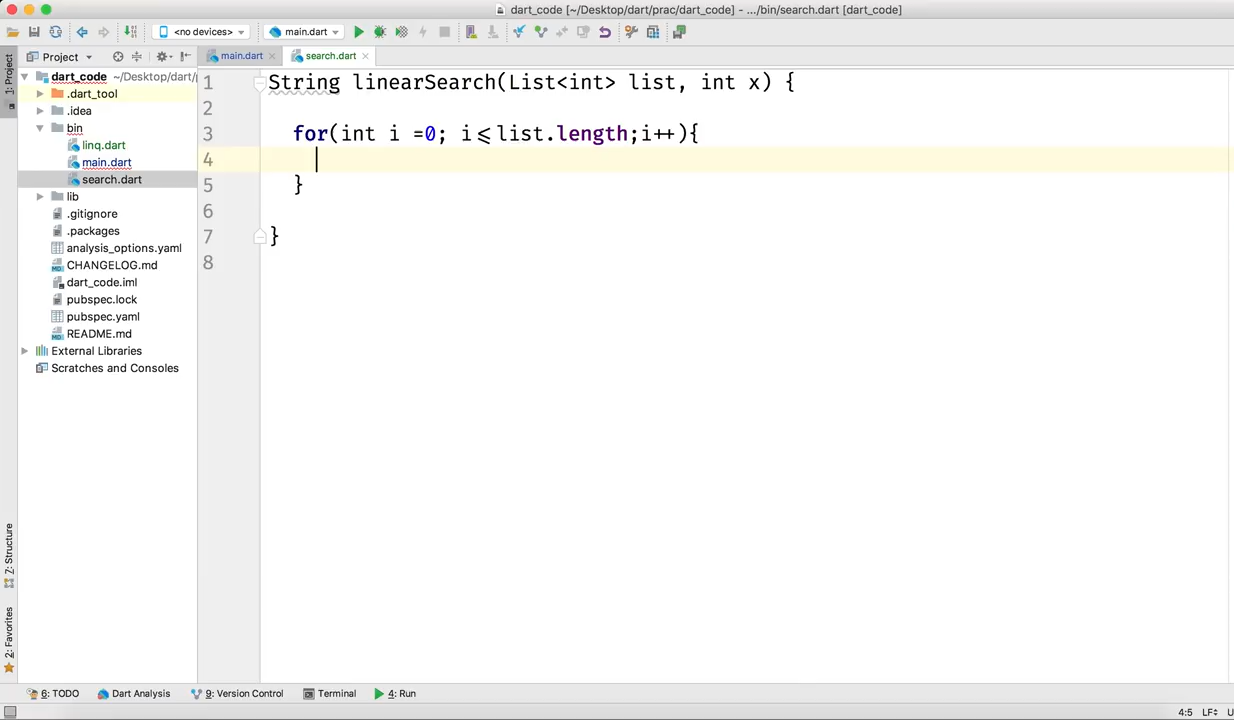 dart_code [~/Desktop/dart/prac/dart_code] - .../bin/search.dart [dart_code]
<no devices> main.dart
1: Project
Project
main.dart search.dart
dart_code ~/Desktop/dart/
.dart_tool
.idea
bin
linq.dart
main.dart
search.dart
lib
.gitignore
.packages
analysis_options.yaml
CHANGELOG.md
dart_code.iml
pubspec.lock
pubspec.yaml
README.md
External Libraries
Scratches and Consoles
1 String linearSearch(List<int> list, int x) {
2
3 for(int i =0; i<=list.length;i++){
4
5 }
6
7 }
8
Z: Structure
2: Favorites
6: TODO Dart Analysis 9: Version Control Terminal 4: Run
4:5 LF÷ U